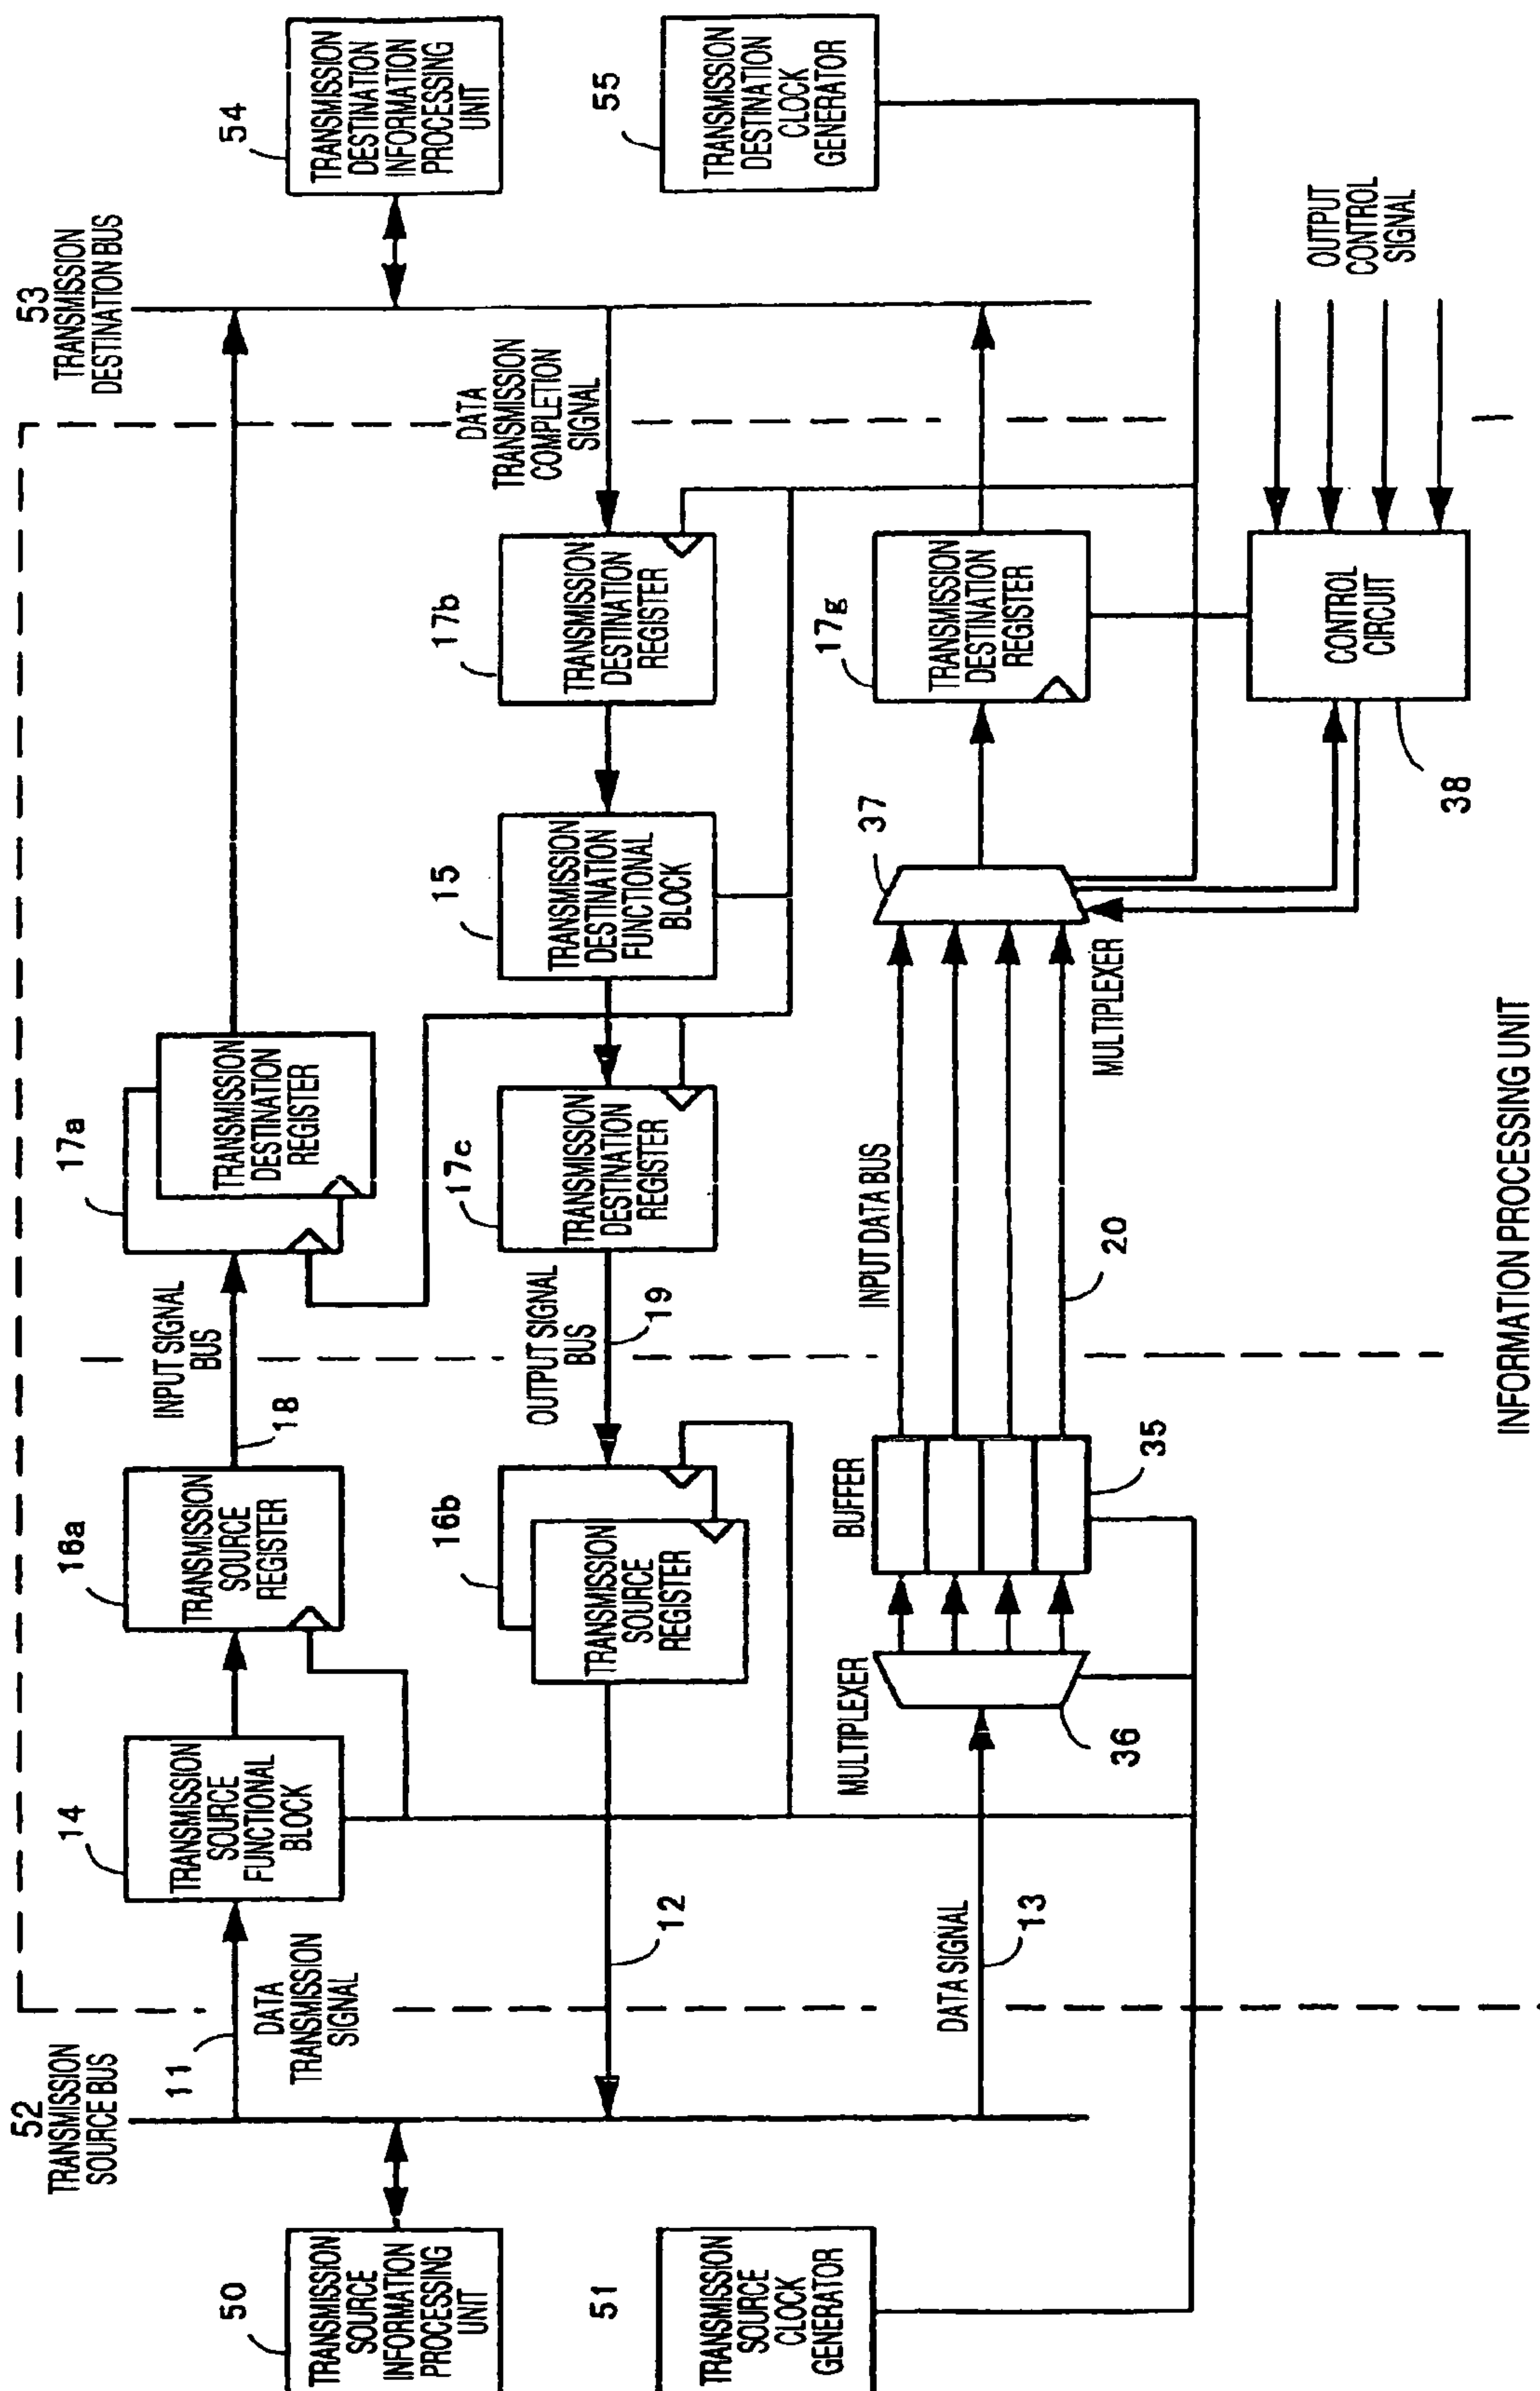 52
TRANSMISSION
SOURCE BUS
53
TRANSMISSION
DESTINATION BUS
50
TRANSMISSION
SOURCE
INFORMATION
PROCESSING
UNIT
11
DATA
TRANSMISSION
SIGNAL
14
TRANSMISSION
SOURCE
FUNCTIONAL
BLOCK
16a
TRANSMISSION
SOURCE
REGISTER
18
INPUT SIGNAL
BUS
17a
TRANSMISSION
DESTINATION
REGISTER
54
TRANSMISSION
DESTINATION
INFORMATION
PROCESSING
UNIT
51
TRANSMISSION
SOURCE
CLOCK
GENERATOR
12
16b
TRANSMISSION
SOURCE
REGISTER
OUTPUT SIGNAL
BUS
19
17c
TRANSMISSION
DESTINATION
REGISTER
15
TRANSMISSION
DESTINATION
FUNCTIONAL
BLOCK
17b
TRANSMISSION
DESTINATION
REGISTER
DATA
TRANSMISSION
COMPLETION
SIGNAL
55
TRANSMISSION
DESTINATION
CLOCK
GENERATOR
DATA SIGNAL
13
MULTIPLEXER
36
BUFFER
35
INPUT DATA BUS
20
MULTIPLEXER
37
17g
TRANSMISSION
DESTINATION
REGISTER
38
CONTROL
CIRCUIT
OUTPUT
CONTROL
SIGNAL
INFORMATION PROCESSING UNIT